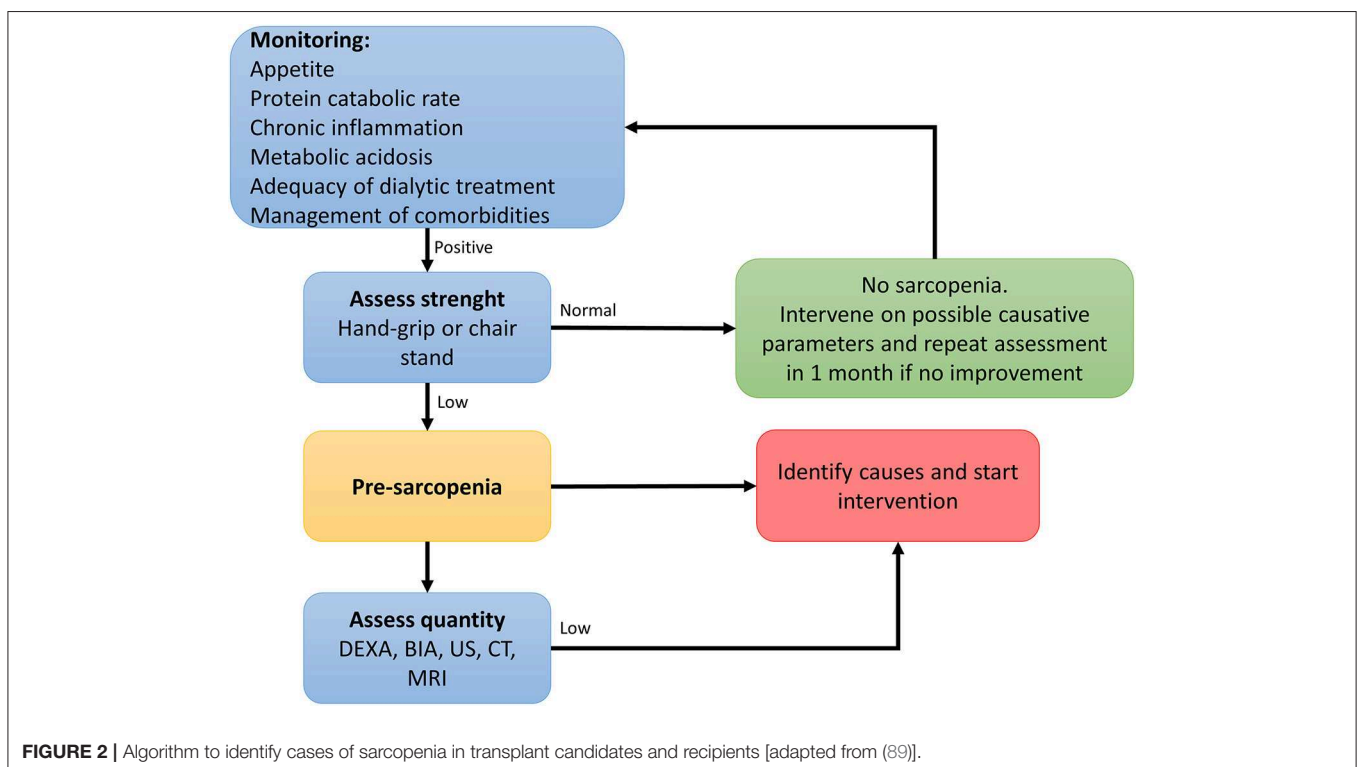 Monitoring:
Appetite
Protein catabolic rate
Chronic inflammation
Metabolic acidosis
Adequacy of dialytic treatment
Management of comorbidities
Positive
Assess strenght
Hand-grip or chair
stand
Normal
No sarcopenia.
Intervene on possible causative
parameters and repeat assessment
in 1 month if no improvement
Low
Pre-sarcopenia
Identify causes and start
intervention
Assess quantity
DEXA, BIA, US, CT,
MRI
Low
FIGURE 2 | Algorithm to identify cases of sarcopenia in transplant candidates and recipients [adapted from (89)].